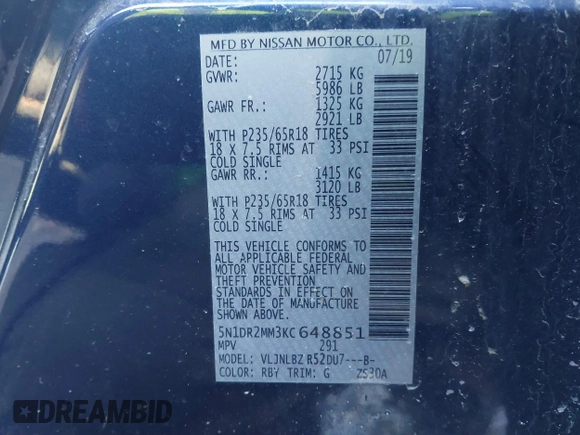 MFD BY NISSAN MOTOR CO., LTD.
DATE: 07/19
GVWR: 2715 KG
5986 LB
GAWR FR.: 1325 KG
2921 LB
WITH P235/65R18 TIRES
18 X 7.5 RIMS AT 33 PSI
COLD SINGLE
GAWR RR.: 1415 KG
3120 LB
WITH P235/65R18 TIRES
18 X 7.5 RIMS AT 33 PSI
COLD SINGLE
THIS VEHICLE CONFORMS TO
ALL APPLICABLE FEDERAL
MOTOR VEHICLE SAFETY AND
THEFT PREVENTION
STANDARDS IN EFFECT ON
THE DATE OF MANUFACTURE
SHOWN ABOVE.
5N1DR2MM3KC648851
MPV 291
MODEL: VLJNLBZ R52DU7---B-
COLOR: RBY TRIM: G ZS30A
DREAMBID